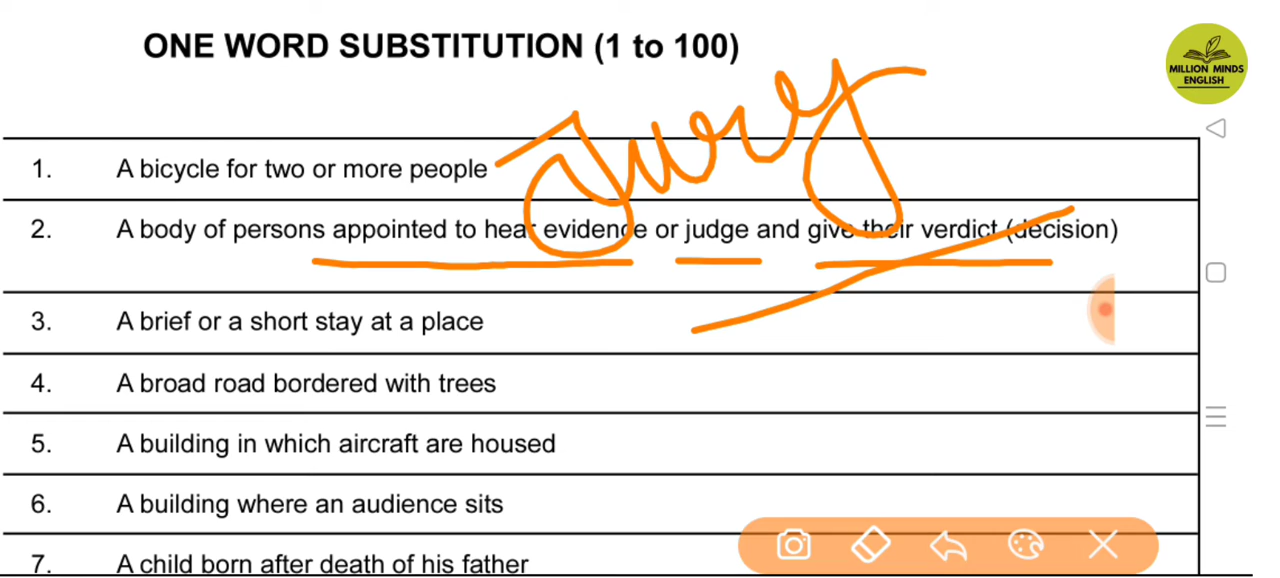 ONE WORD SUBSTITUTION (1 to 100)
MILLION MINDS
ENGLISH
Jury
1. A bicycle for two or more people
2. A body of persons appointed to hear evidence or judge and give their verdict (decision)
3. A brief or a short stay at a place
4. A broad road bordered with trees
5. A building in which aircraft are housed
6. A building where an audience sits
7. A child born after death of his father